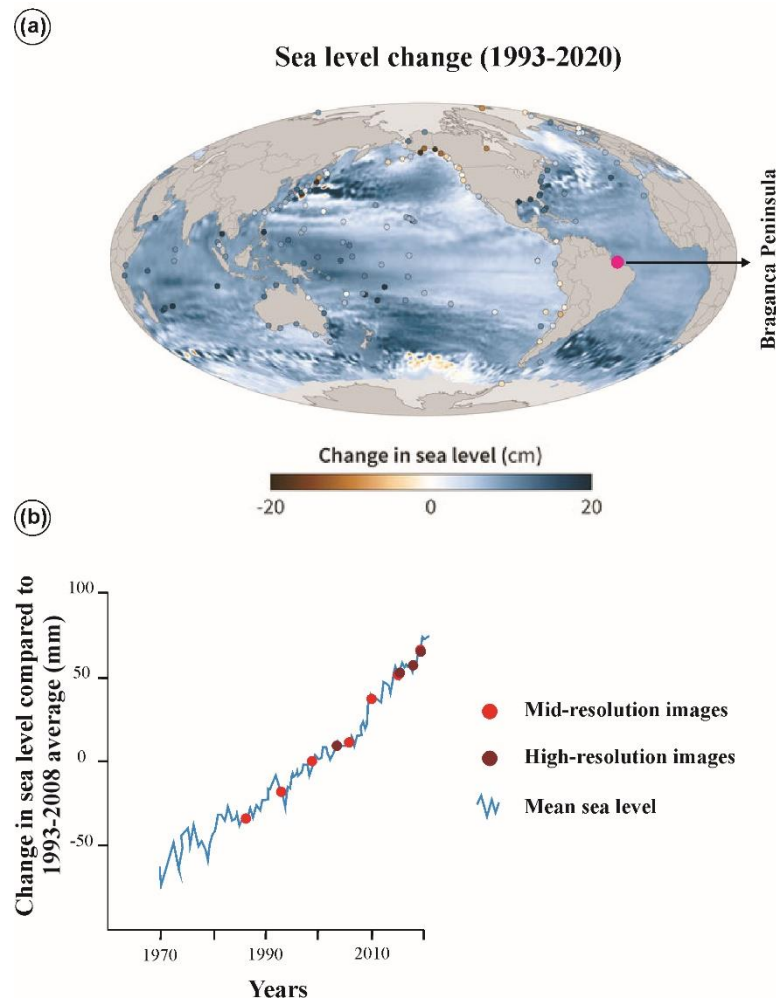 (a)
Sea level change (1993-2020)
Braganca Peninsula
Change in sea level (cm)
-20
0
20
(b)
Change in sea level compared to
1993-2008 average (mm)
100
50
0
-50
1970
1990
2010
Years
Mid-resolution images
High-resolution images
Mean sea level